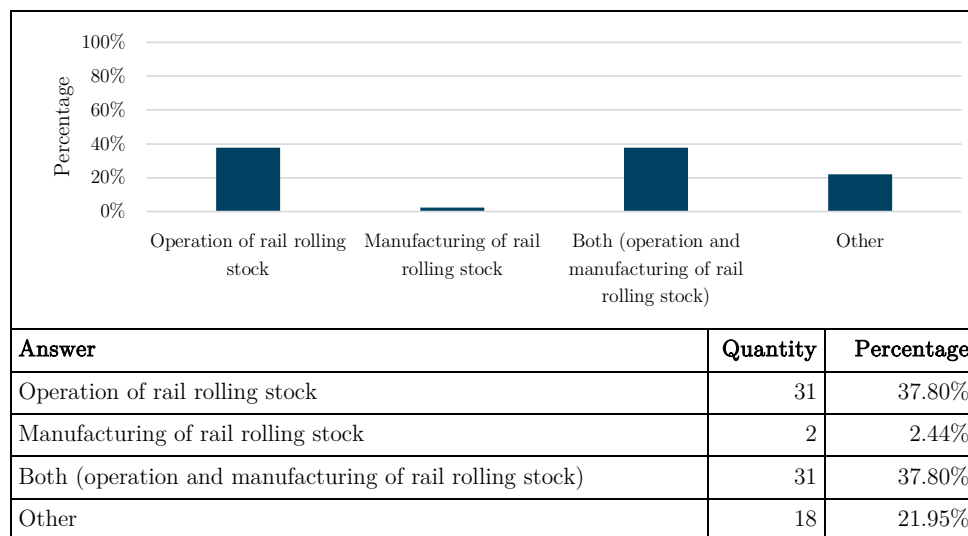 100%
80%
60%
40%
20%
0%
Percentage
Operation of rail rolling
stock
Manufacturing of rail
rolling stock
Both (operation and
manufacturing of rail
rolling stock)
Other
Answer Quantity Percentage
Operation of rail rolling stock 31 37.80%
Manufacturing of rail rolling stock 2 2.44%
Both (operation and manufacturing of rail rolling stock) 31 37.80%
Other 18 21.95%